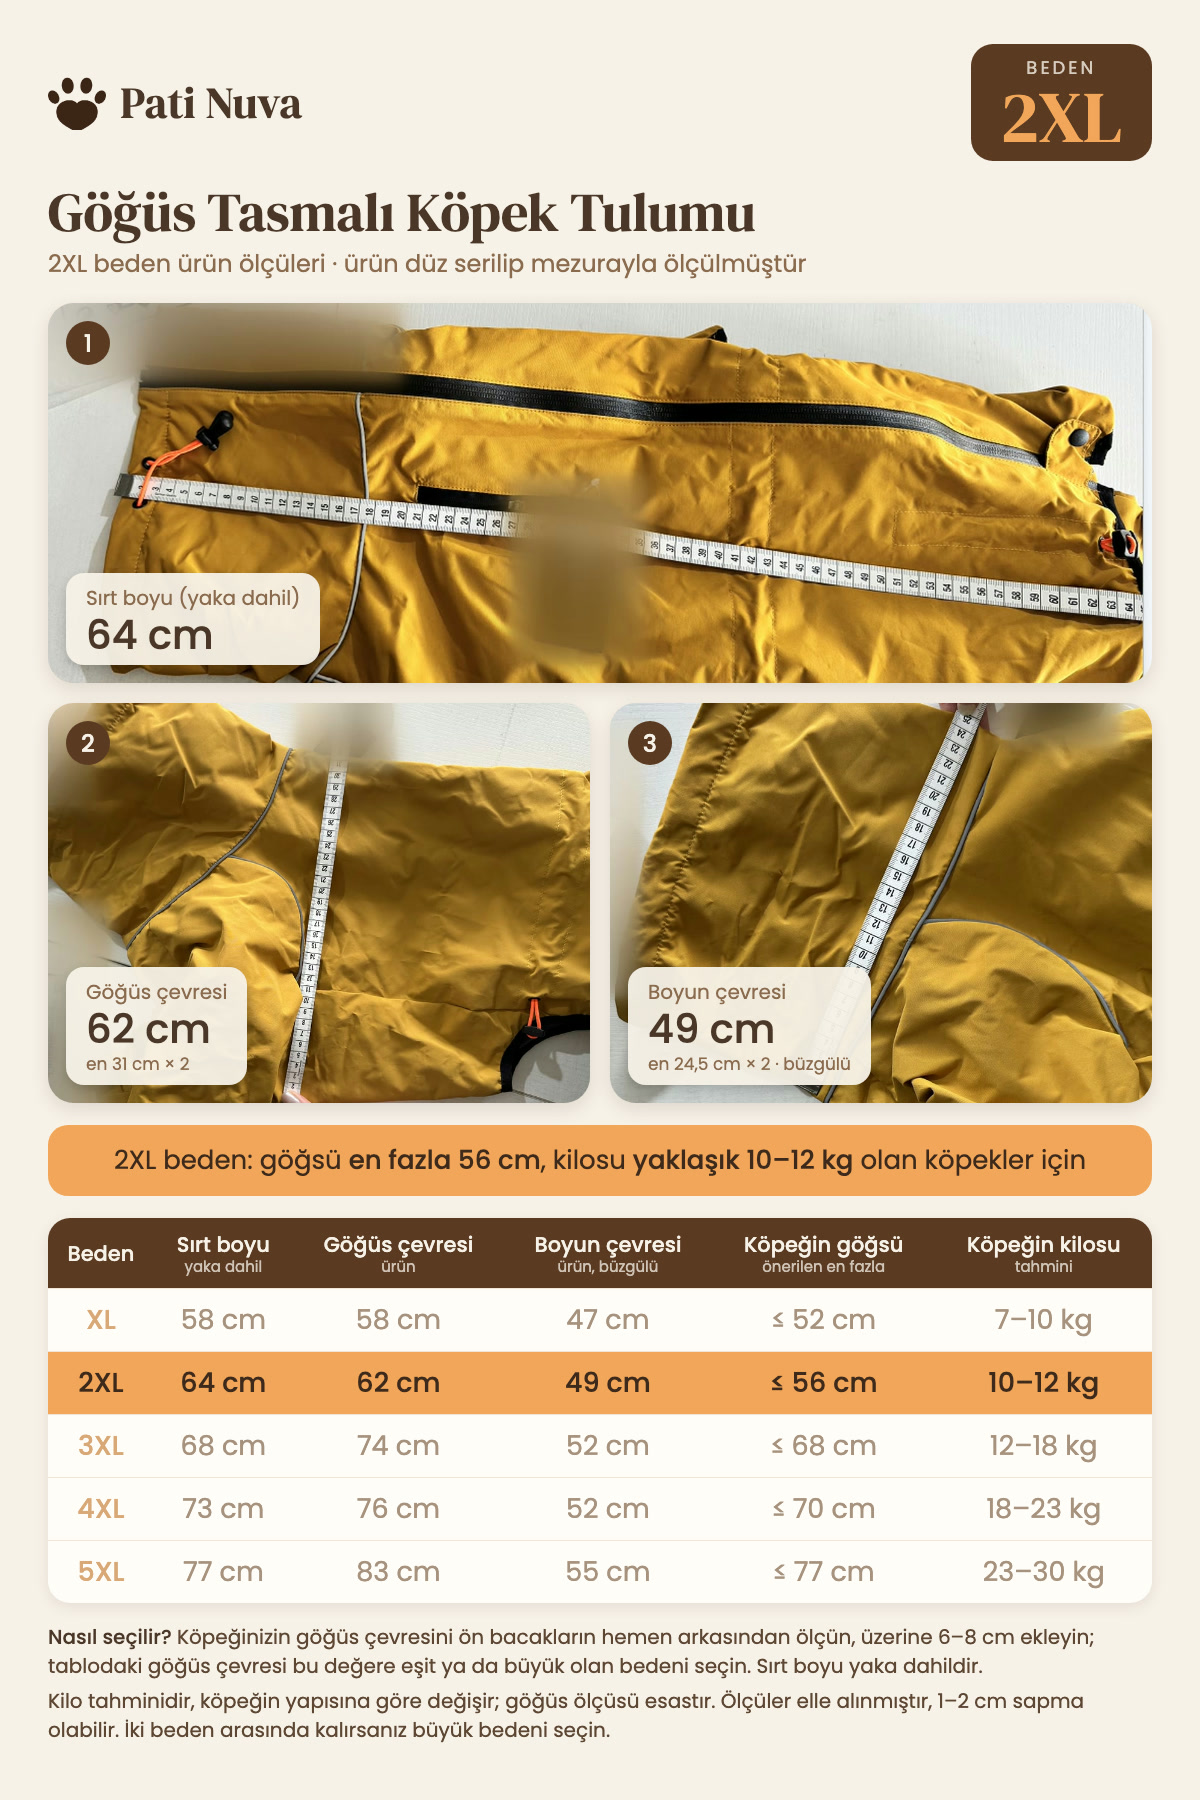 Pati Nuva
BEDEN
2XL
Göğüs Tasmalı Köpek Tulumu
2XL beden ürün ölçüleri · ürün düz serilip mezurayla ölçülmüştür
1
Sırt boyu (yaka dahil)
64 cm
2
Göğüs çevresi
62 cm
en 31 cm × 2
3
Boyun çevresi
49 cm
en 24,5 cm × 2 · büzgülü
2XL beden: göğsü en fazla 56 cm, kilosu yaklaşık 10–12 kg olan köpekler için
Beden Sırt boyu Göğüs çevresi Boyun çevresi Köpeğin göğsü Köpeğin kilosu
yaka dahil ürün ürün, büzgülü önerilen en fazla tahmini
XL 58 cm 58 cm 47 cm ≤ 52 cm 7–10 kg
2XL 64 cm 62 cm 49 cm ≤ 56 cm 10–12 kg
3XL 68 cm 74 cm 52 cm ≤ 68 cm 12–18 kg
4XL 73 cm 76 cm 52 cm ≤ 70 cm 18–23 kg
5XL 77 cm 83 cm 55 cm ≤ 77 cm 23–30 kg
Nasıl seçilir? Köpeğinizin göğüs çevresini ön bacakların hemen arkasından ölçün, üzerine 6–8 cm ekleyin;
tablodaki göğüs çevresi bu değere eşit ya da büyük olan bedeni seçin. Sırt boyu yaka dahildir.
Kilo tahminidir, köpeğin yapısına göre değişir; göğüs ölçüsü esastır. Ölçüler elle alınmıştır, 1–2 cm sapma
olabilir. İki beden arasında kalırsanız büyük bedeni seçin.